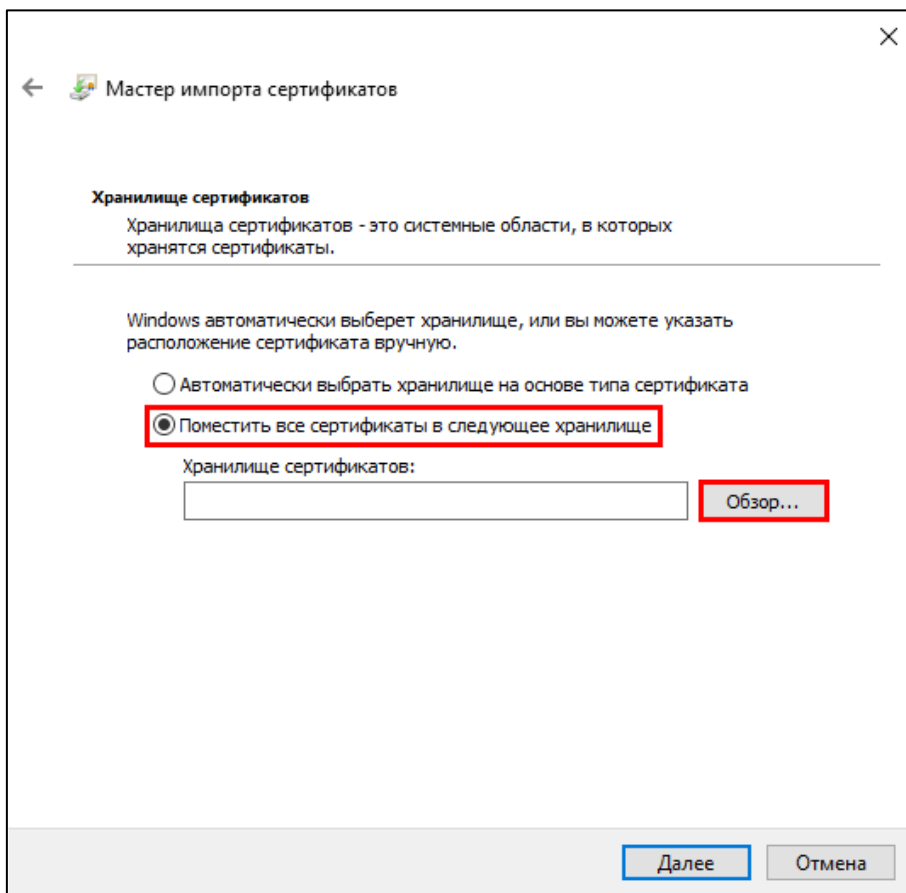 Мастер импорта сертификатов
Хранилище сертификатов
Хранилища сертификатов - это системные области, в которых
хранятся сертификаты.
Windows автоматически выберет хранилище, или вы можете указать
расположение сертификата вручную.
Автоматически выбрать хранилище на основе типа сертификата
Поместить все сертификаты в следующее хранилище
Хранилище сертификатов:
Обзор...
Далее
Отмена